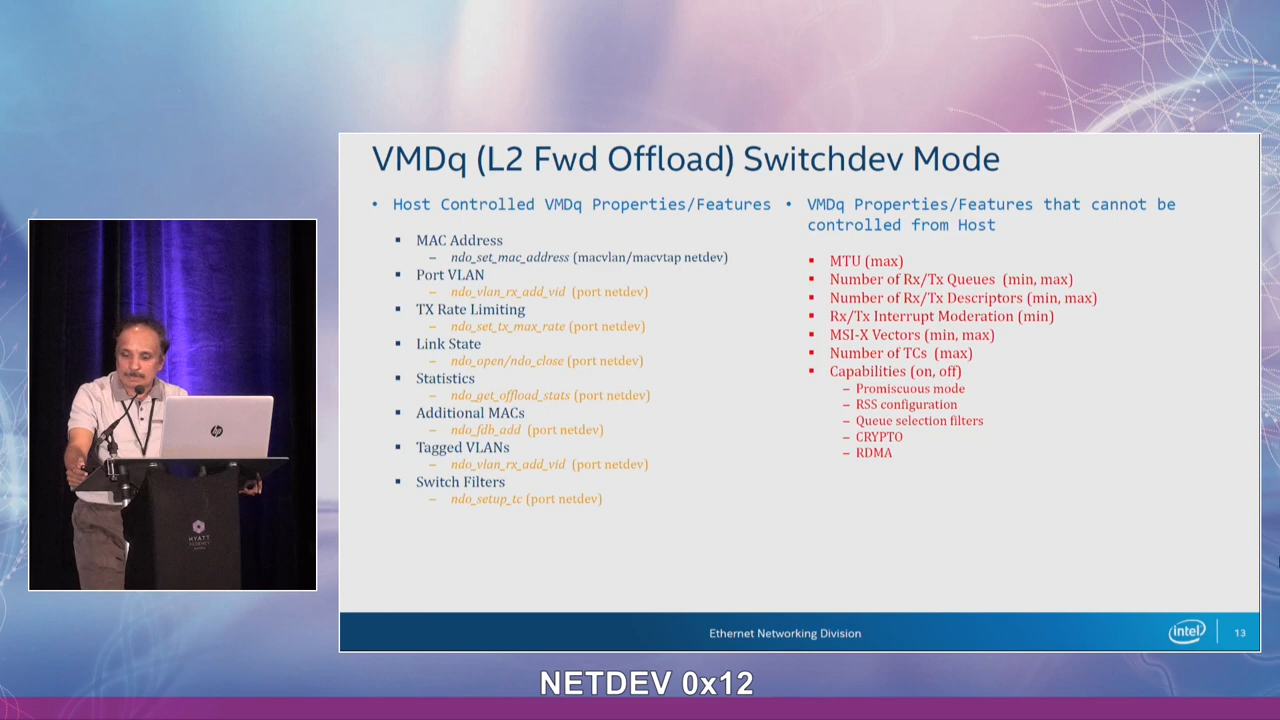 VMDq (L2 Fwd Offload) Switchdev Mode
• Host Controlled VMDq Properties/Features
▪ MAC Address
– ndo_set_mac_address (macvlan/macvtap netdev)
▪ Port VLAN
– ndo_vlan_rx_add_vid (port netdev)
▪ TX Rate Limiting
– ndo_set_tx_max_rate (port netdev)
▪ Link State
– ndo_open/ndo_close (port netdev)
▪ Statistics
– ndo_get_offload_stats (port netdev)
▪ Additional MACs
– ndo_fdh_add (port netdev)
▪ Tagged VLANs
– ndo_vlan_rx_add_vid (port netdev)
▪ Switch Filters
– ndo_setup_tc (port netdev)
• VMDq Properties/Features that cannot be
controlled from Host
▪ MTU (max)
▪ Number of Rx/Tx Queues (min, max)
▪ Number of Rx/Tx Descriptors (min, max)
▪ Rx/Tx Interrupt Moderation (min)
▪ MSI-X Vectors (min, max)
▪ Number of TCs (max)
▪ Capabilities (on, off)
– Promiscuous mode
– RSS configuration
– Queue selection filters
– CRYPTO
– RDMA
hp
HYATT
REGENCY
Ethernet Networking Division
intel
13
NETDEV 0x12